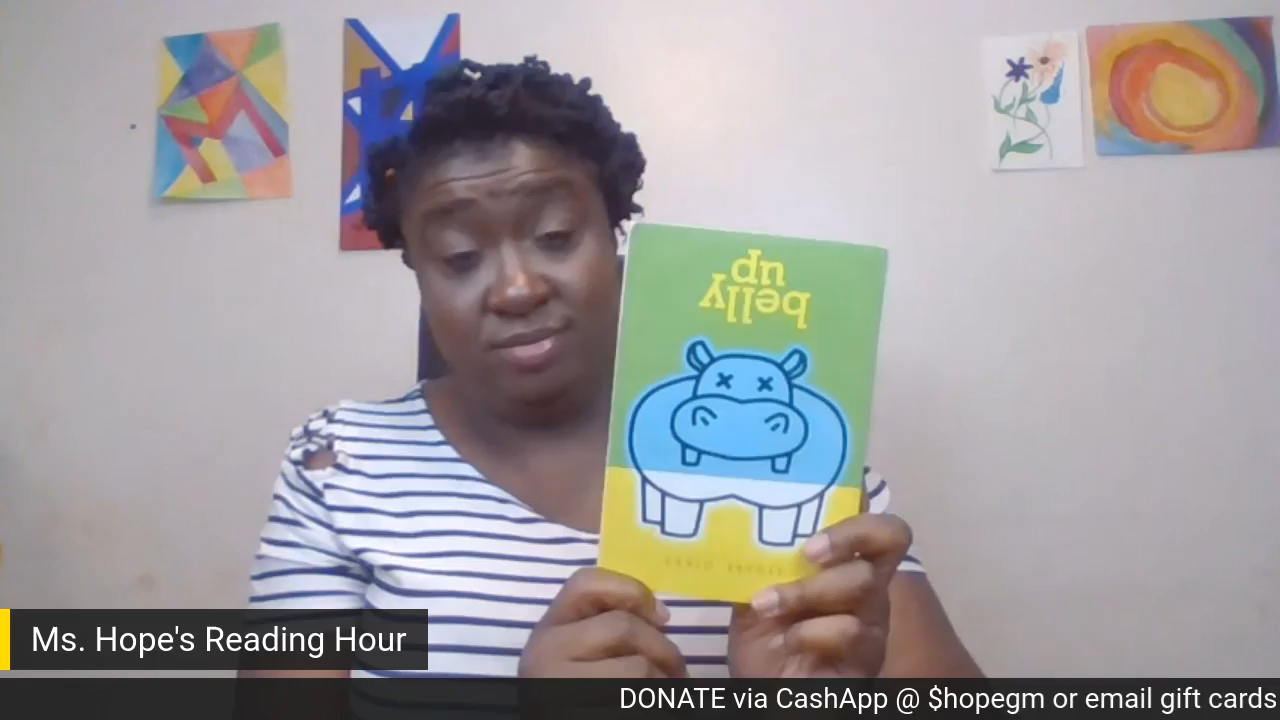 belly
up
Ms. Hope's Reading Hour
DONATE via CashApp @ $hopegm or email gift cards